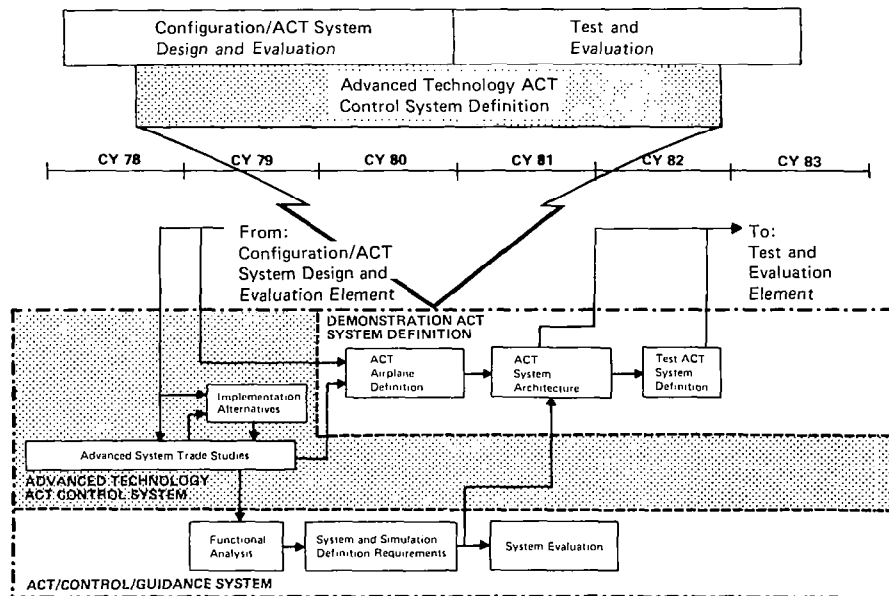 Configuration/ACT System
Design and Evaluation
Test and
Evaluation
Advanced Technology ACT
Control System Definition
CY 78
CY 79
CY 80
CY 81
CY 82
CY 83
From:
Configuration/ACT
System Design and
Evaluation Element
To:
Test and
Evaluation
Element
DEMONSTRATION ACT
SYSTEM DEFINITION
ACT
Airplane
Definition
ACT
System
Architecture
Test ACT
System
Definition
Implementation
Alternatives
Advanced System Trade Studies
ADVANCED TECHNOLOGY
ACT CONTROL SYSTEM
Functional
Analysis
System and Simulation
Definition Requirements
System Evaluation
ACT/CONTROL/GUIDANCE SYSTEM